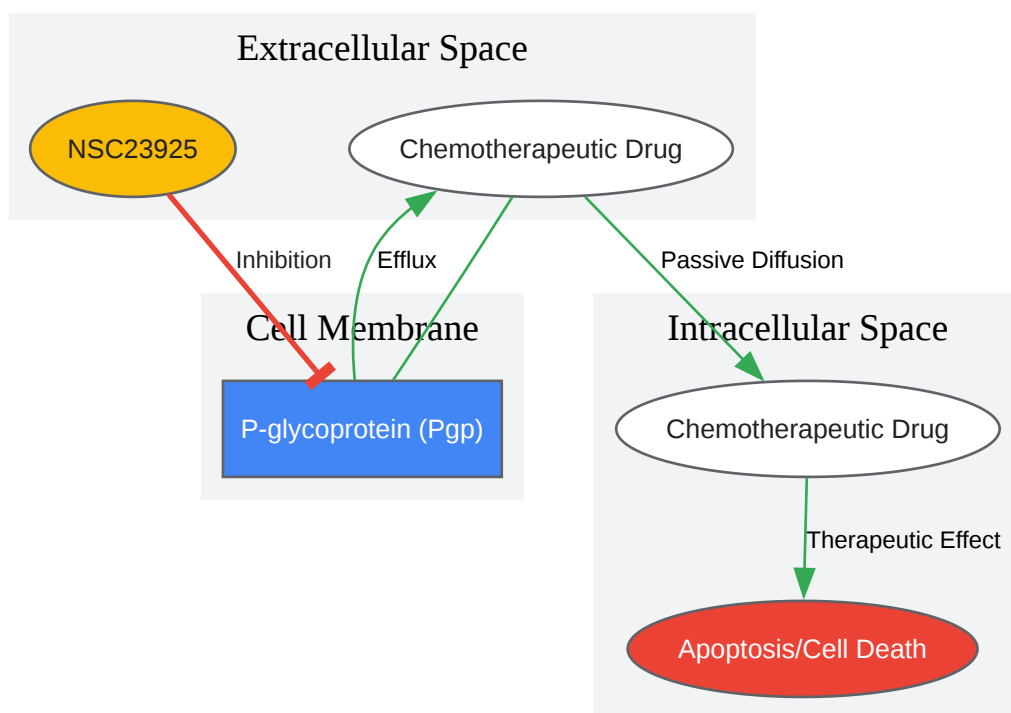 Extracellular Space
NSC23925
Chemotherapeutic Drug
Inhibition
Efflux
Passive Diffusion
Cell Membrane
Intracellular Space
P-glycoprotein (Pgp)
Chemotherapeutic Drug
Therapeutic Effect
Apoptosis/Cell Death